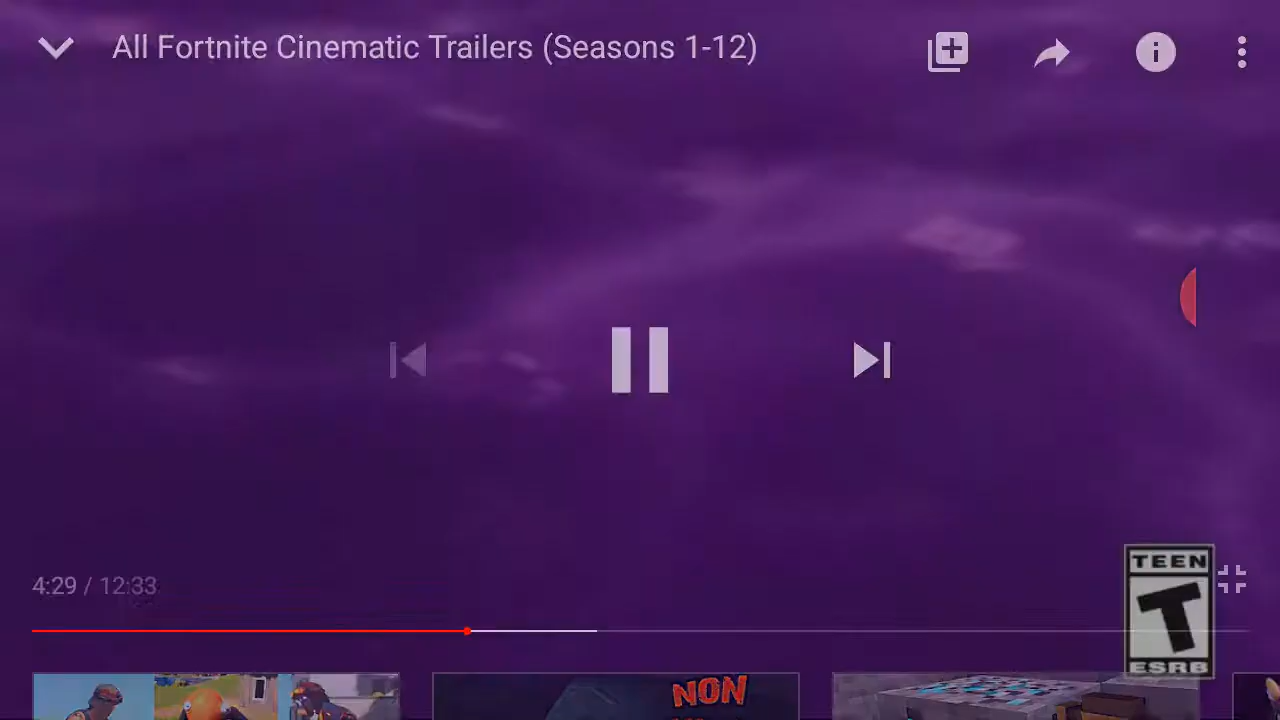 All Fortnite Cinematic Trailers (Seasons 1-12)
4:29 / 12:33
TEEN
T
ESRB
NON